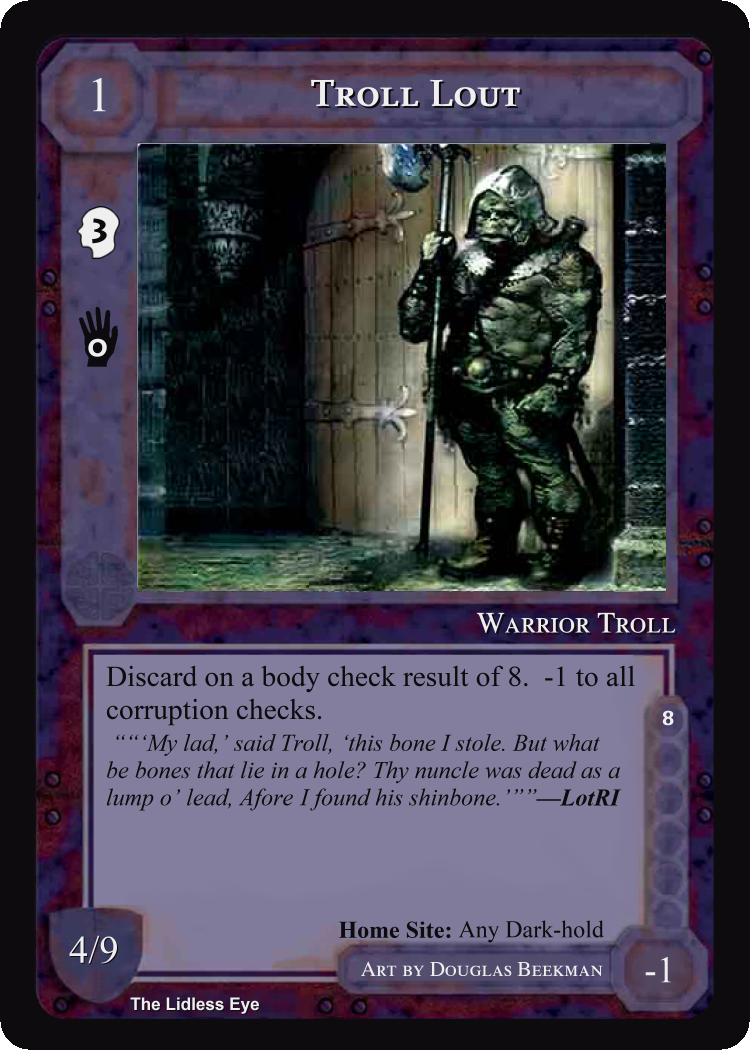 1
Troll Lout
3
0
Warrior Troll
Discard on a body check result of 8. -1 to all
corruption checks.
““‘My lad,’ said Troll, ‘this bone I stole. But what
be bones that lie in a hole? Thy nuncle was dead as a
lump o’ lead, Afore I found his shinbone.’””—LotRI
8
Home Site: Any Dark-hold
4/9
Art by Douglas Beekman
-1
The Lidless Eye